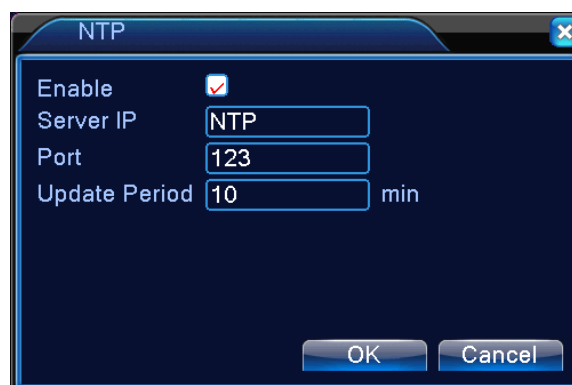 NTP
Enable
Server IP NTP
Port 123
Update Period 10 min
OK Cancel